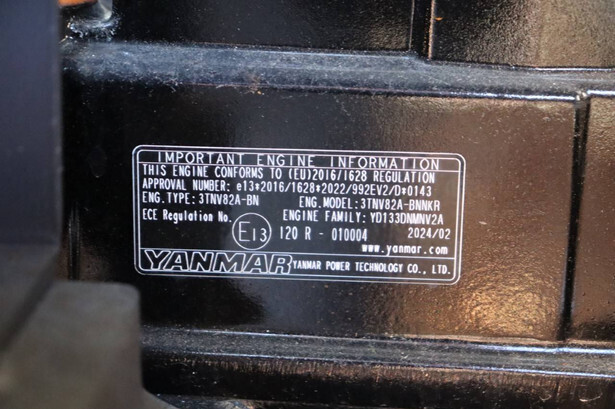 IMPORTANT ENGINE INFORMATION
THIS ENGINE CONFORMS TO (EU)2016/1628 REGULATION
APPROVAL NUMBER: e13*2016/1628*2022/992EV2/D*0143
ENG.TYPE: 3TNV82A-BN ENG.MODEL: 3TNV82A-BNNKR
ECE Regulation No. ENGINE FAMILY: YD133DNMNV2A
E13 120 R - 010004 2024/02
www.yanmar.com
YANMAR YANMAR POWER TECHNOLOGY CO., LTD.